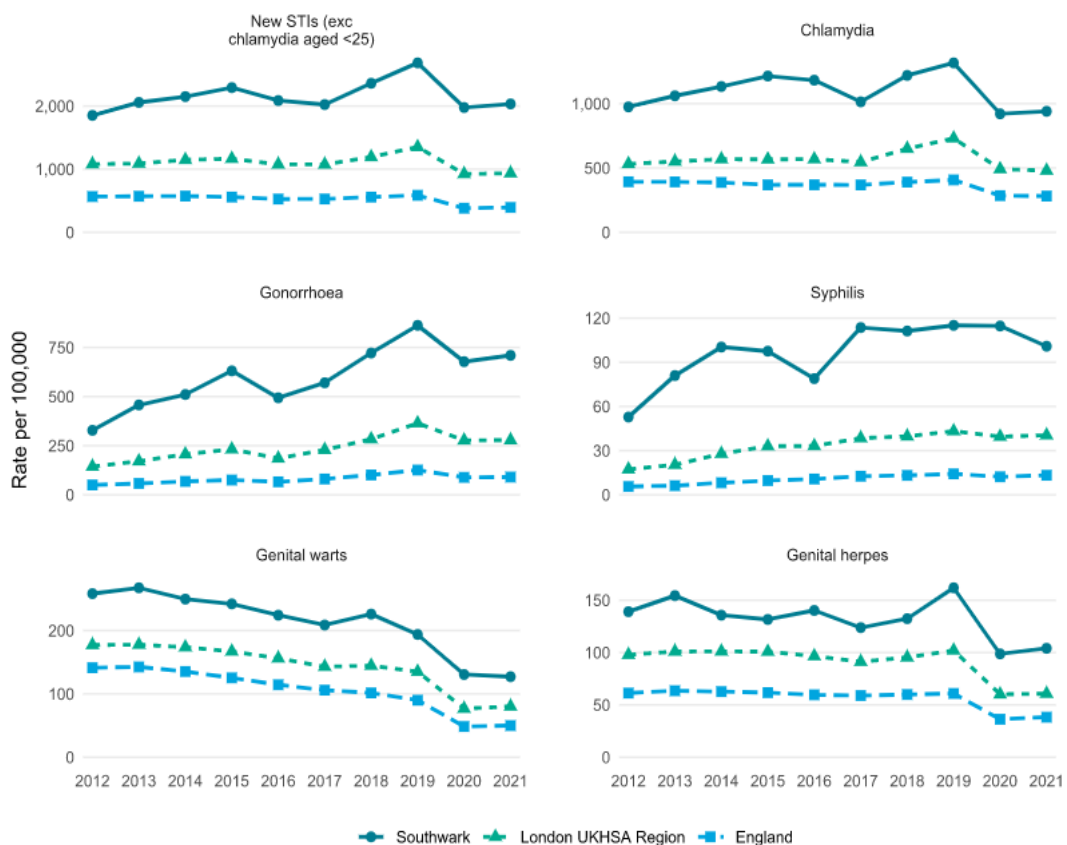 New STIs (exc
chlamydia aged <25)
Chlamydia
2,000
1,000
0
1,000
500
0
Gonorrhoea
Syphilis
Rate per 100,000
750
500
250
0
120
90
60
30
0
Genital warts
Genital herpes
200
100
0
150
100
50
0
2012 2013 2014 2015 2016 2017 2018 2019 2020 2021
2012 2013 2014 2015 2016 2017 2018 2019 2020 2021
Southwark London UKHSA Region England